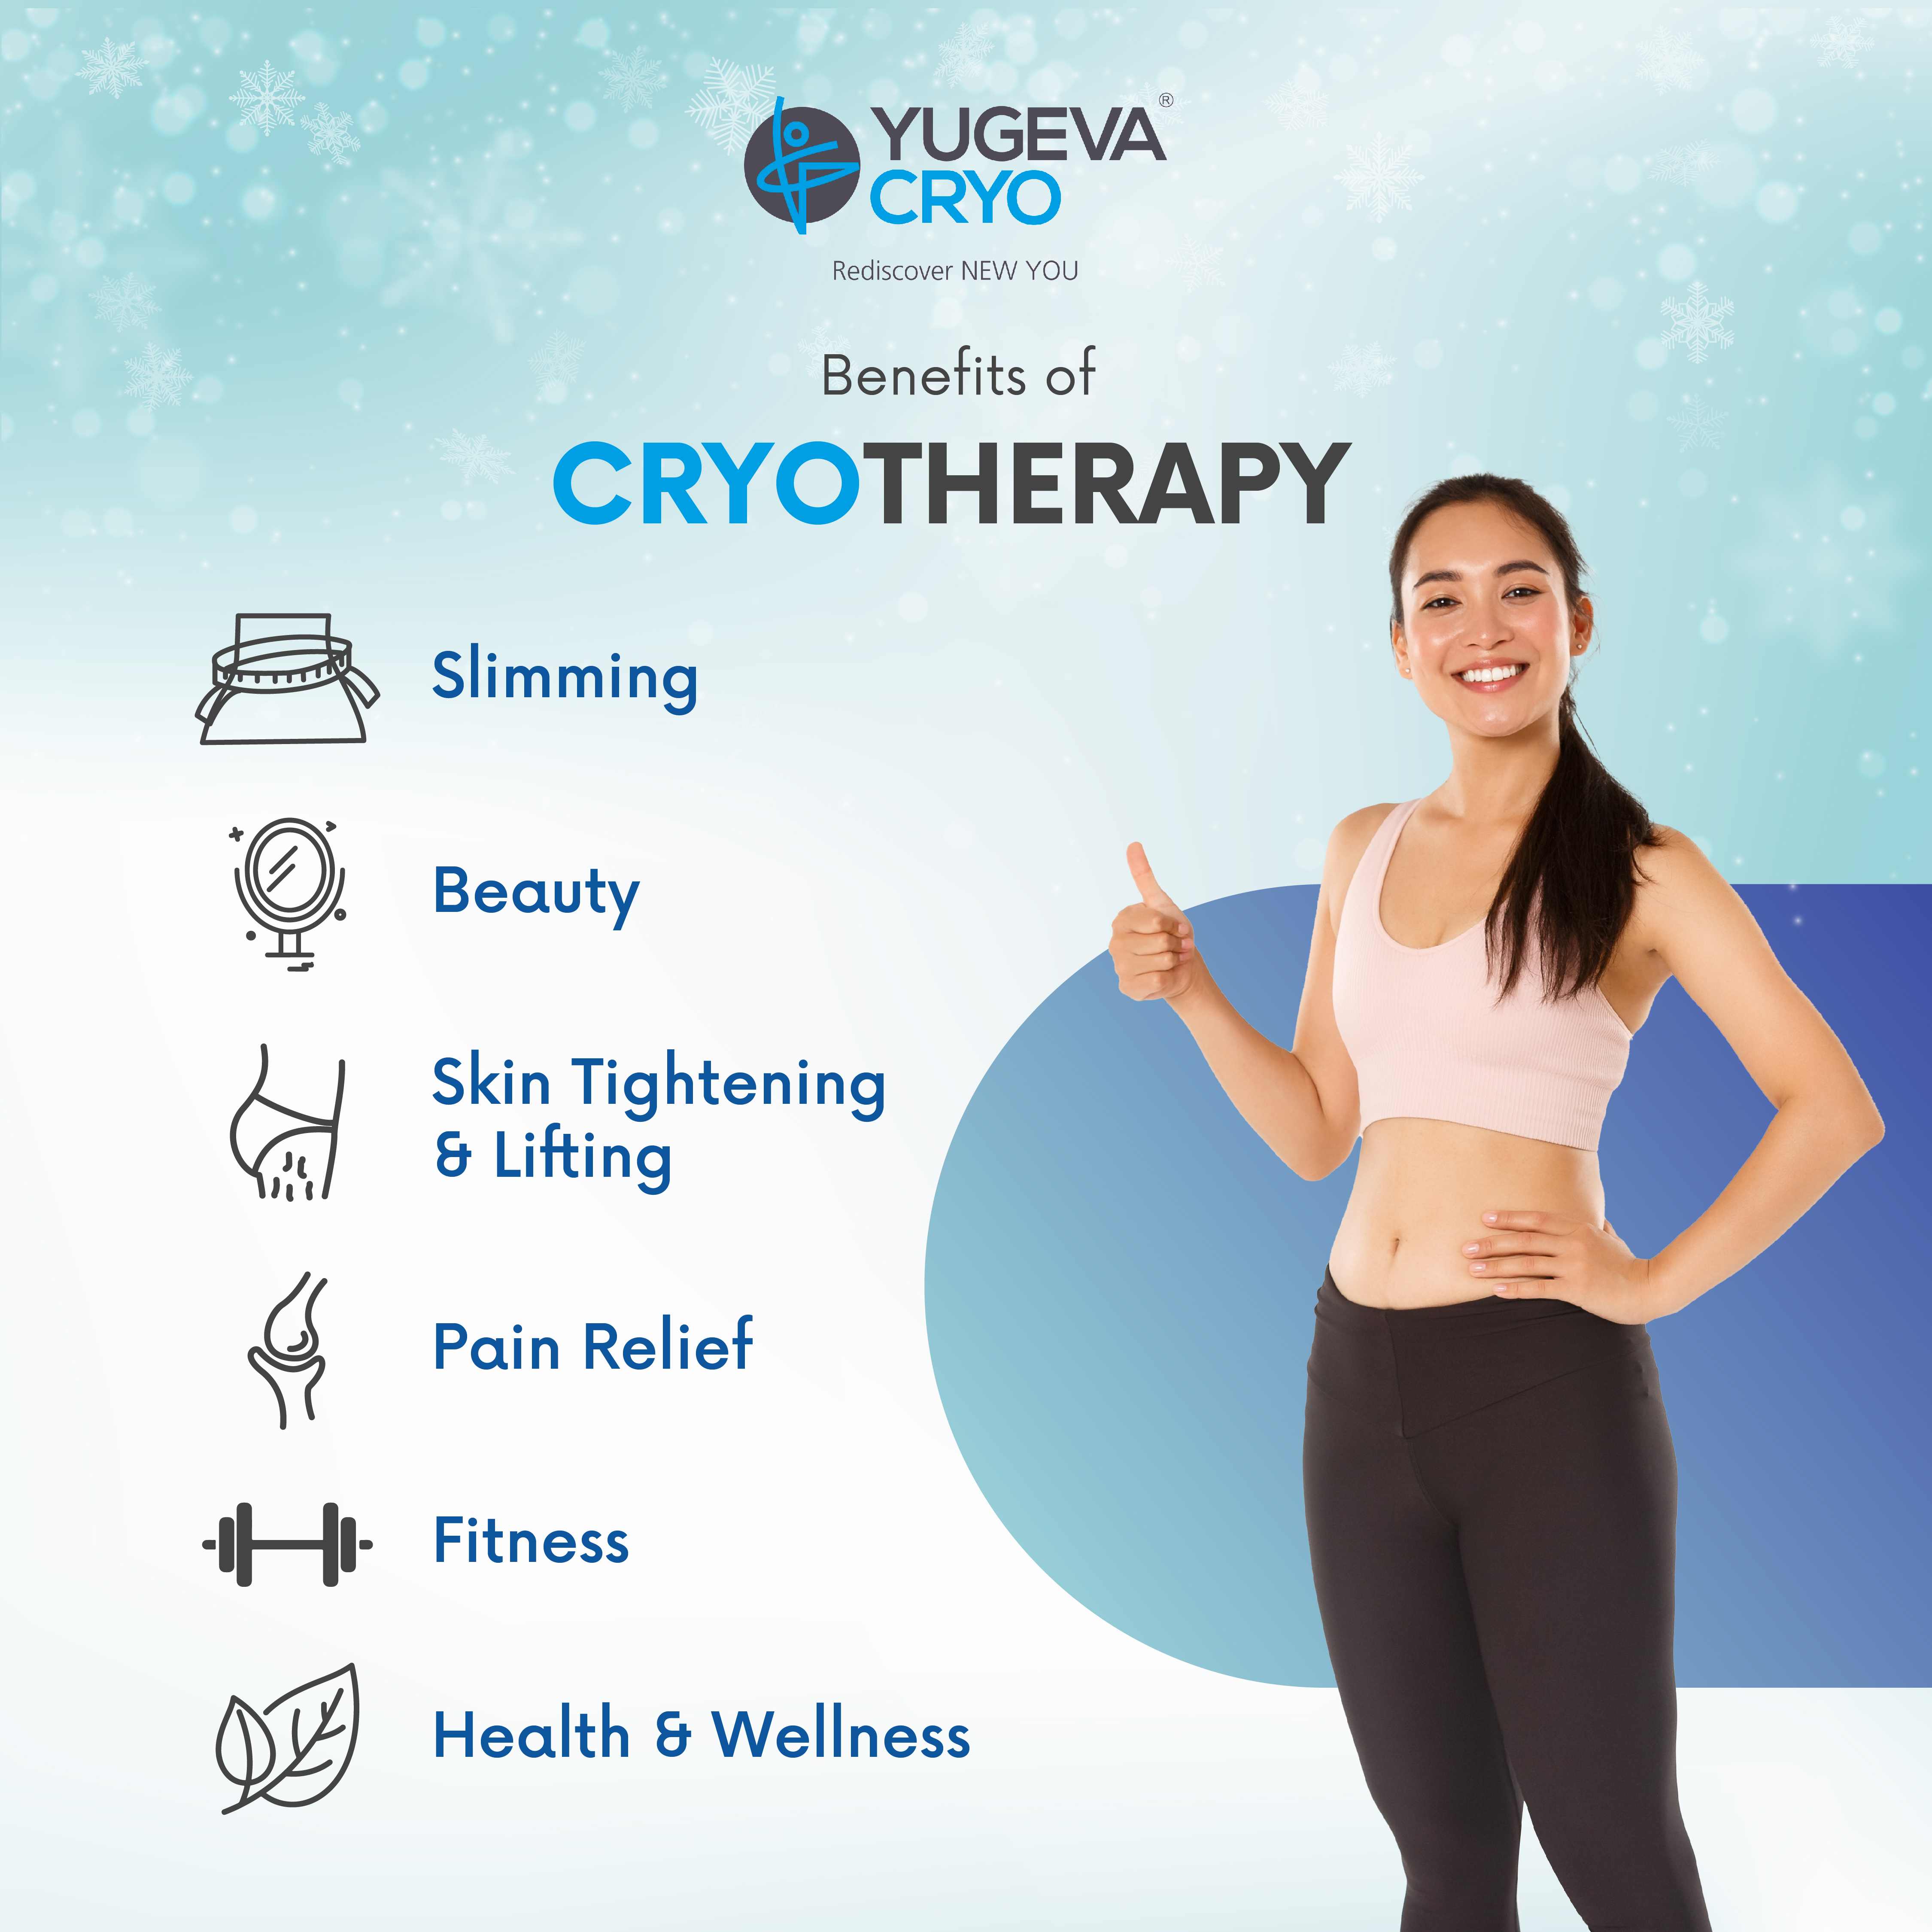 YUGEVA®
CRYO
Rediscover NEW YOU
Benefits of
CRYOTHERAPY
Slimming
Beauty
Skin Tightening
& Lifting
Pain Relief
Fitness
Health & Wellness